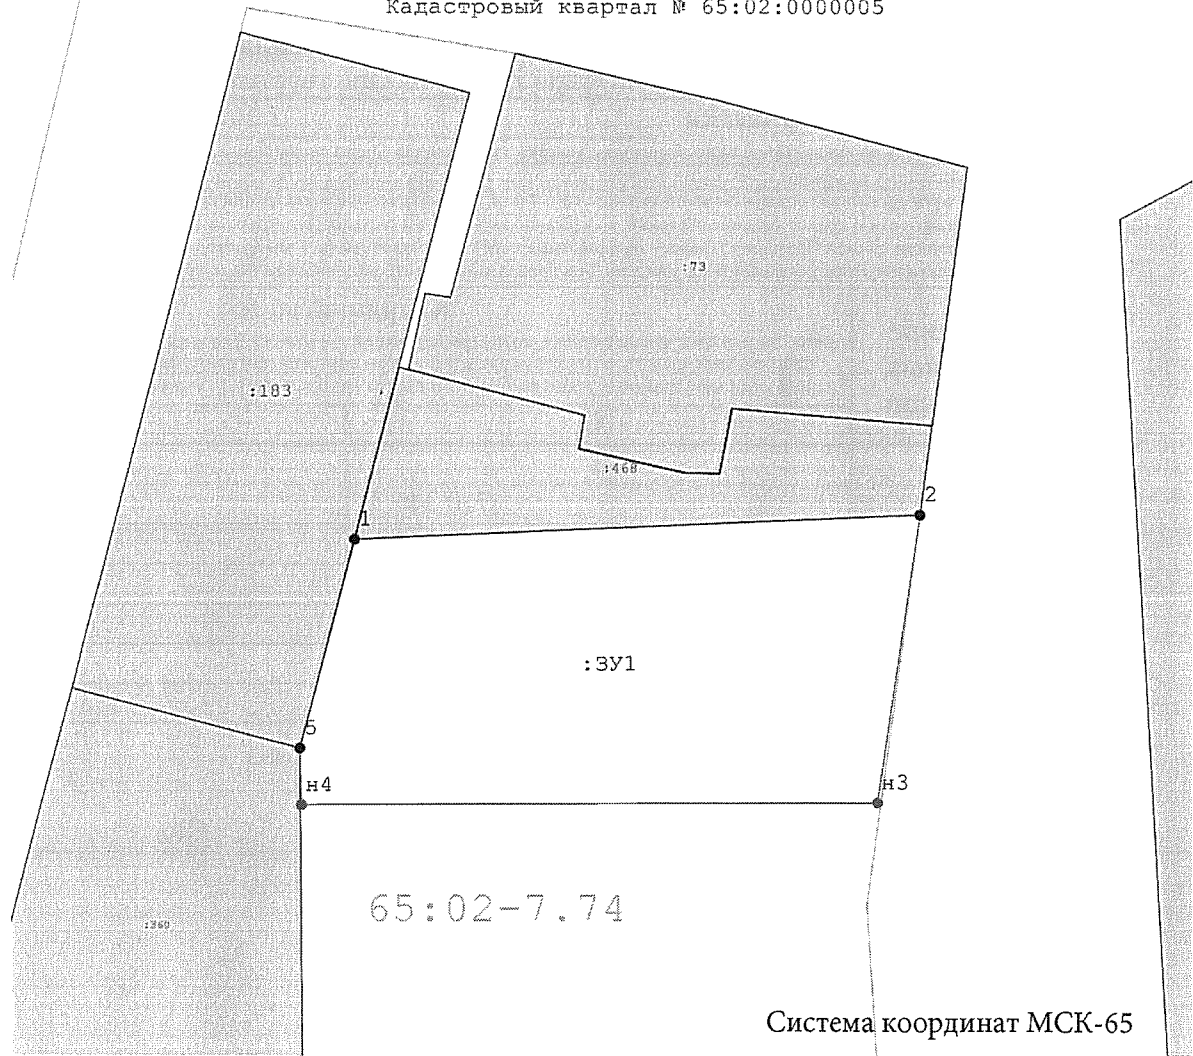 Кадастровый квартал № 65:02:0000005
:73
:183
:468
2
1
:ЗУ1
5
н4
н3
65:02-7.74
:360
Система координат МСК-65